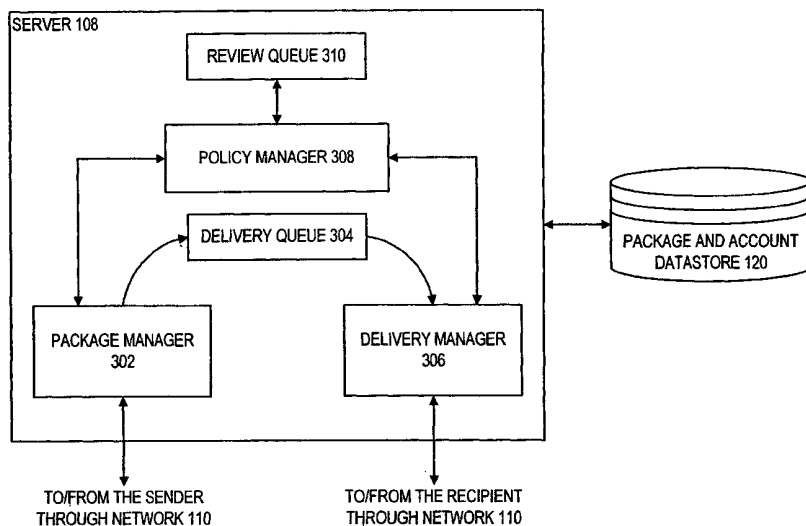 SERVER 108
REVIEW QUEUE 310
POLICY MANAGER 308
DELIVERY QUEUE 304
PACKAGE AND ACCOUNT
DATASTORE 120
PACKAGE MANAGER
302
DELIVERY MANAGER
306
TO/FROM THE SENDER
THROUGH NETWORK 110
TO/FROM THE RECIPIENT
THROUGH NETWORK 110